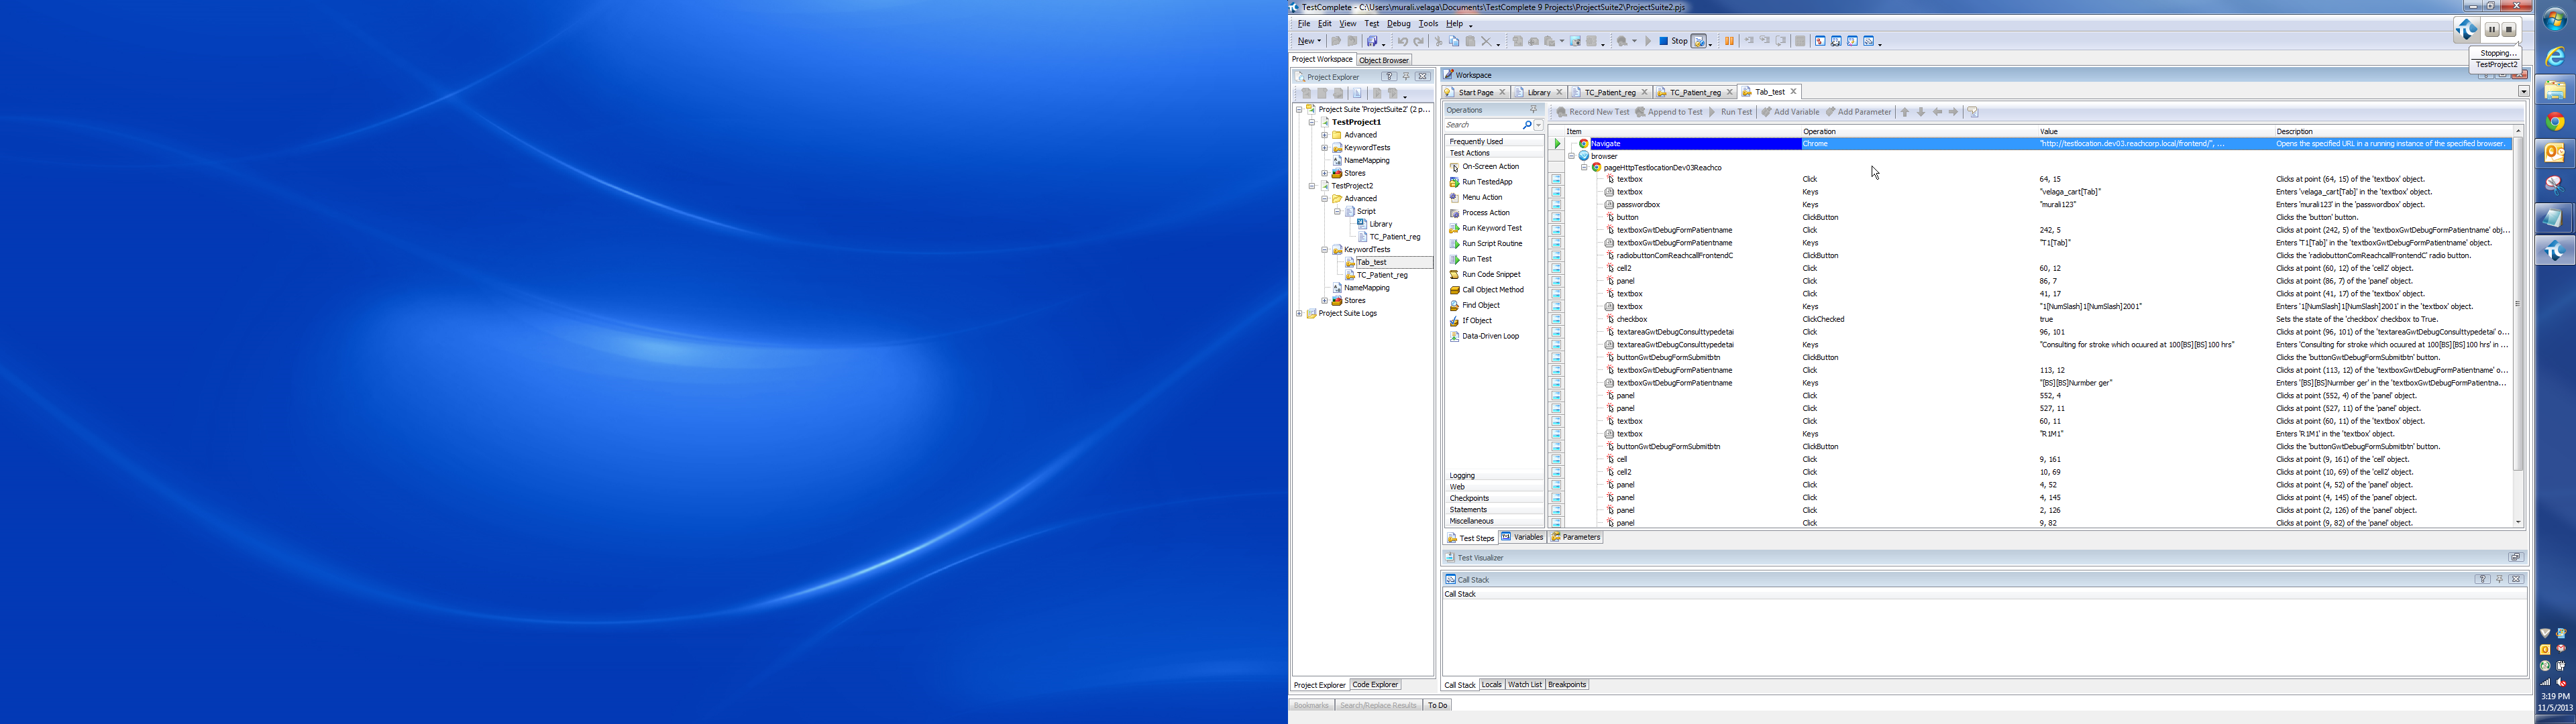 TestComplete - C:\Users\murali.velaga\Documents\TestComplete 9 Projects\ProjectSuite2\ProjectSuite2.pjs
File Edit View Test Debug Tools Help
New Stop
Stopping...
TestProject2
Project Workspace Object Browser
Project Explorer
Project Suite 'ProjectSuite2' (2 p...
TestProject1
Advanced
KeywordTests
NameMapping
Stores
TestProject2
Advanced
Script
Library
TC_Patient_reg
KeywordTests
Tab_test
TC_Patient_reg
NameMapping
Stores
Project Suite Logs
Project Explorer Code Explorer
Workspace
Start Page Library TC_Patient_reg TC_Patient_reg Tab_test
Operations
Search
Frequently Used
Test Actions
On-Screen Action
Run TestedApp
Menu Action
Process Action
Run Keyword Test
Run Script Routine
Run Test
Run Code Snippet
Call Object Method
Find Object
If Object
Data-Driven Loop
Logging
Web
Checkpoints
Statements
Miscellaneous
Record New Test Append to Test Run Test Add Variable Add Parameter
Item Operation Value Description
Navigate Chrome "http://testlocation.dev03.reachcorp.local/frontend/", ... Opens the specified URL in a running instance of the specified browser.
browser
pageHttpTestlocationDev03Reachco
textbox Click 64, 15 Clicks at point (64, 15) of the 'textbox' object.
textbox Keys "velaga_cart[Tab]" Enters 'velaga_cart[Tab]' in the 'textbox' object.
passwordbox Keys "murali123" Enters 'murali123' in the 'passwordbox' object.
button ClickButton Clicks the 'button' button.
textboxGwtDebugFormPatientname Click 242, 5 Clicks at point (242, 5) of the 'textboxGwtDebugFormPatientname' obj...
textboxGwtDebugFormPatientname Keys "T1[Tab]" Enters 'T1[Tab]' in the 'textboxGwtDebugFormPatientname' object.
radiobuttonComReachcallFrontendC ClickButton Clicks the 'radiobuttonComReachcallFrontendC' radio button.
cell2 Click 60, 12 Clicks at point (60, 12) of the 'cell2' object.
panel Click 86, 7 Clicks at point (86, 7) of the 'panel' object.
textbox Click 41, 17 Clicks at point (41, 17) of the 'textbox' object.
textbox Keys "1[NumSlash]1[NumSlash]2001" Enters '1[NumSlash]1[NumSlash]2001' in the 'textbox' object.
checkbox ClickChecked true Sets the state of the 'checkbox' checkbox to True.
textareaGwtDebugConsulttypedetai Click 96, 101 Clicks at point (96, 101) of the 'textareaGwtDebugConsulttypedetai' o...
textareaGwtDebugConsulttypedetai Keys "Consulting for stroke which ocuured at 100[BS][BS]100 hrs" Enters 'Consulting for stroke which ocuured at 100[BS][BS]100 hrs' in ...
buttonGwtDebugFormSubmitbtn ClickButton Clicks the 'buttonGwtDebugFormSubmitbtn' button.
textboxGwtDebugFormPatientname Click 113, 12 Clicks at point (113, 12) of the 'textboxGwtDebugFormPatientname' o...
textboxGwtDebugFormPatientname Keys "[BS][BS]Nurmber ger" Enters '[BS][BS]Nurmber ger' in the 'textboxGwtDebugFormPatientna...
panel Click 552, 4 Clicks at point (552, 4) of the 'panel' object.
panel Click 527, 11 Clicks at point (527, 11) of the 'panel' object.
textbox Click 60, 11 Clicks at point (60, 11) of the 'textbox' object.
textbox Keys "R1M1" Enters 'R1M1' in the 'textbox' object.
buttonGwtDebugFormSubmitbtn ClickButton Clicks the 'buttonGwtDebugFormSubmitbtn' button.
cell Click 9, 161 Clicks at point (9, 161) of the 'cell' object.
cell2 Click 10, 69 Clicks at point (10, 69) of the 'cell2' object.
panel Click 4, 52 Clicks at point (4, 52) of the 'panel' object.
panel Click 4, 145 Clicks at point (4, 145) of the 'panel' object.
panel Click 2, 126 Clicks at point (2, 126) of the 'panel' object.
panel Click 9, 82 Clicks at point (9, 82) of the 'panel' object.
Test Steps Variables Parameters
Test Visualizer
Call Stack
Call Stack
Call Stack Locals Watch List Breakpoints
Bookmarks Search/Replace Results To Do
3:19 PM
11/5/2013